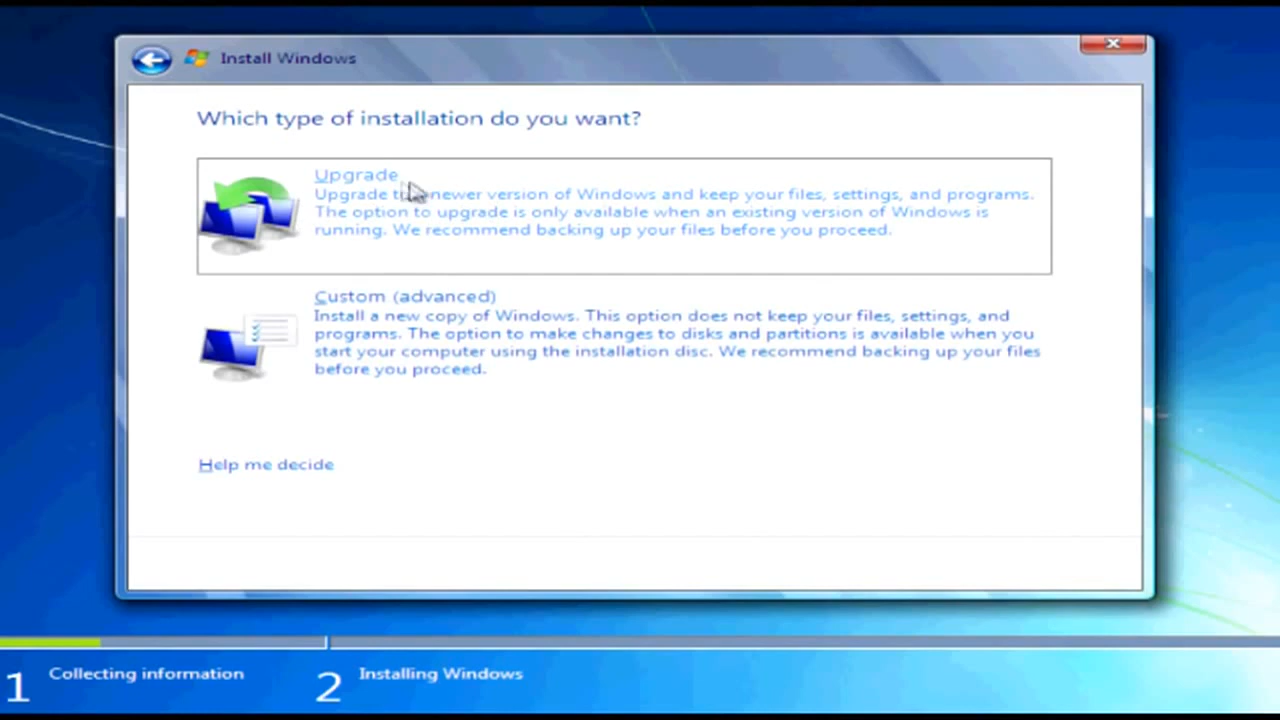 Install Windows
Which type of installation do you want?
Upgrade
Upgrade to newer version of Windows and keep your files, settings, and programs.
The option to upgrade is only available when an existing version of Windows is
running. We recommend backing up your files before you proceed.
Custom (advanced)
Install a new copy of Windows. This option does not keep your files, settings, and
programs. The option to make changes to disks and partitions is available when you
start your computer using the installation disc. We recommend backing up your files
before you proceed.
Help me decide
1 Collecting information
2 Installing Windows